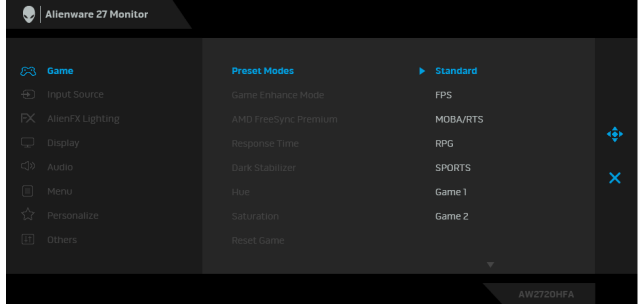 Alienware 27 Monitor
Game
Preset Modes
Standard
Input Source
Game Enhance Mode
FPS
AlienFX Lighting
AMD FreeSync Premium
MOBA/RTS
Display
Response Time
RPG
Audio
Dark Stabilizer
SPORTS
Menu
Hue
Game 1
Personalize
Saturation
Game 2
Others
Reset Game
AW2720HFA